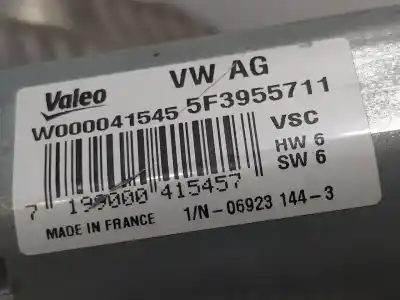 Valeo VW AG
W000041545 5F3955711
VSC
HW 6
SW 6
7 199000 415457
MADE IN FRANCE 1/N-06923 144-3